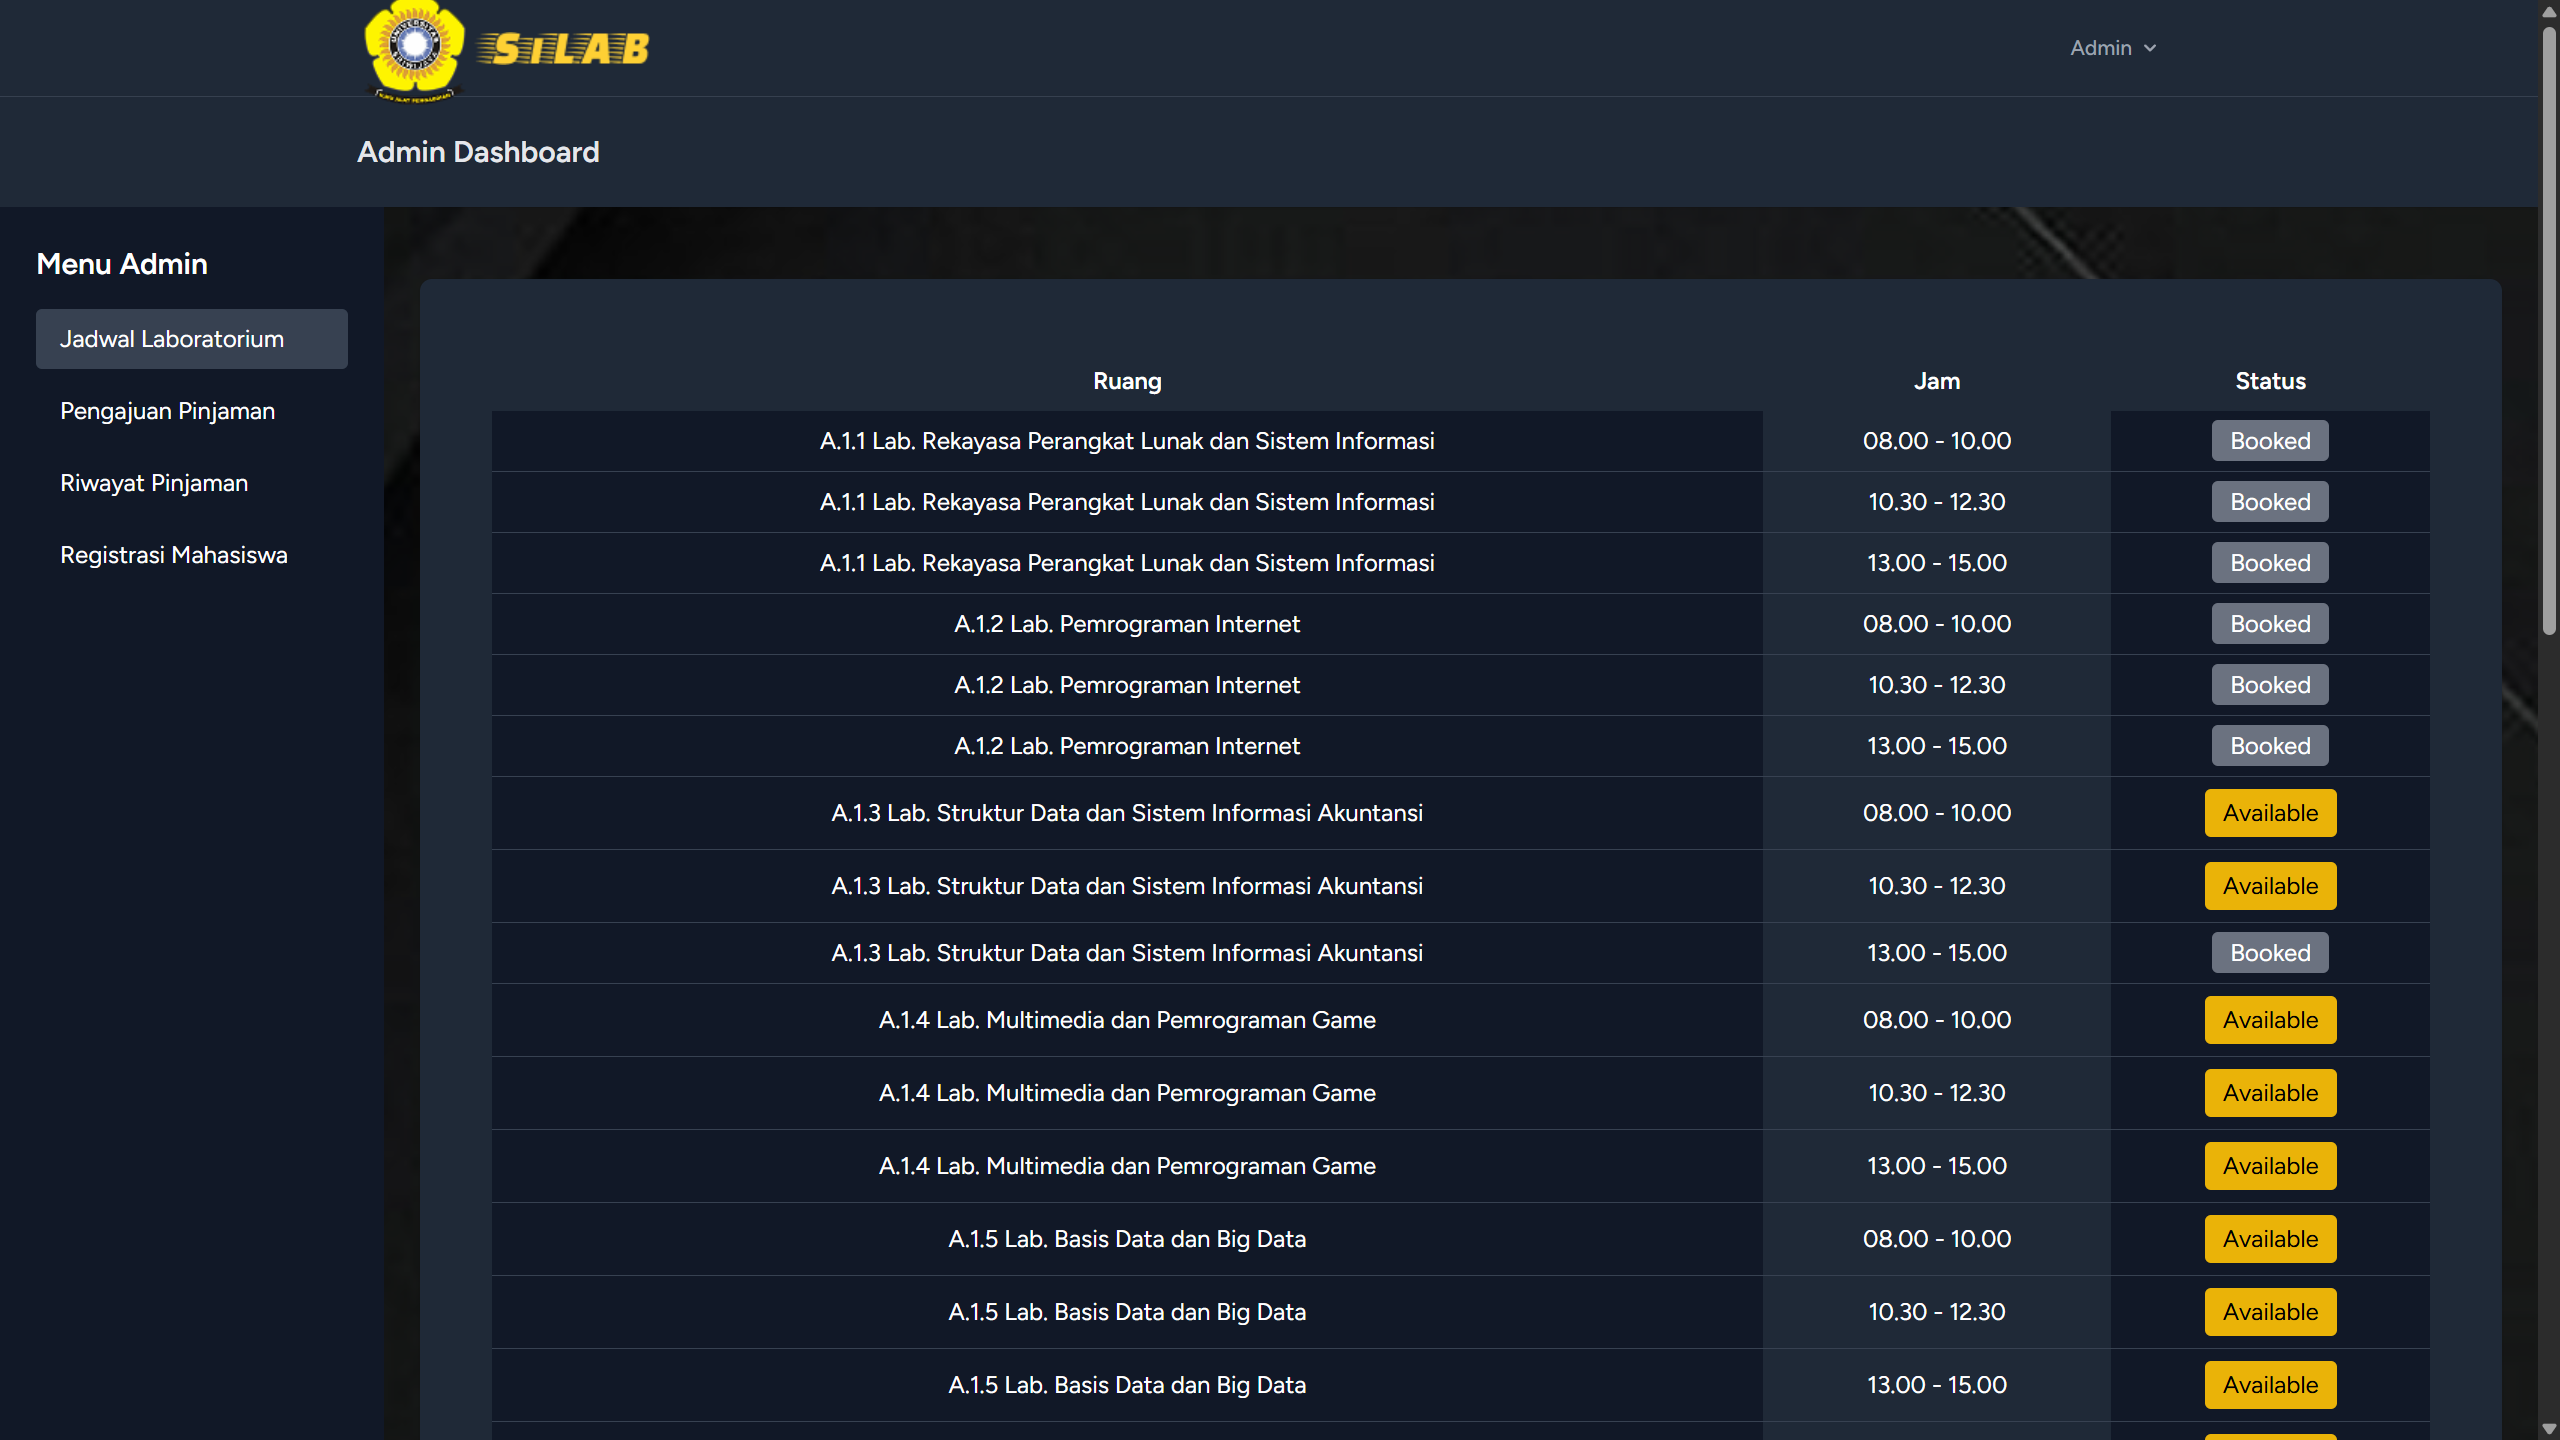 UNIVERSITAS SRIWIJAYA
SiLAB
Admin
Admin Dashboard
Menu Admin
Jadwal Laboratorium
Pengajuan Pinjaman
Riwayat Pinjaman
Registrasi Mahasiswa
Ruang Jam Status
A.1.1 Lab. Rekayasa Perangkat Lunak dan Sistem Informasi 08.00 - 10.00 Booked
A.1.1 Lab. Rekayasa Perangkat Lunak dan Sistem Informasi 10.30 - 12.30 Booked
A.1.1 Lab. Rekayasa Perangkat Lunak dan Sistem Informasi 13.00 - 15.00 Booked
A.1.2 Lab. Pemrograman Internet 08.00 - 10.00 Booked
A.1.2 Lab. Pemrograman Internet 10.30 - 12.30 Booked
A.1.2 Lab. Pemrograman Internet 13.00 - 15.00 Booked
A.1.3 Lab. Struktur Data dan Sistem Informasi Akuntansi 08.00 - 10.00 Available
A.1.3 Lab. Struktur Data dan Sistem Informasi Akuntansi 10.30 - 12.30 Available
A.1.3 Lab. Struktur Data dan Sistem Informasi Akuntansi 13.00 - 15.00 Booked
A.1.4 Lab. Multimedia dan Pemrograman Game 08.00 - 10.00 Available
A.1.4 Lab. Multimedia dan Pemrograman Game 10.30 - 12.30 Available
A.1.4 Lab. Multimedia dan Pemrograman Game 13.00 - 15.00 Available
A.1.5 Lab. Basis Data dan Big Data 08.00 - 10.00 Available
A.1.5 Lab. Basis Data dan Big Data 10.30 - 12.30 Available
A.1.5 Lab. Basis Data dan Big Data 13.00 - 15.00 Available